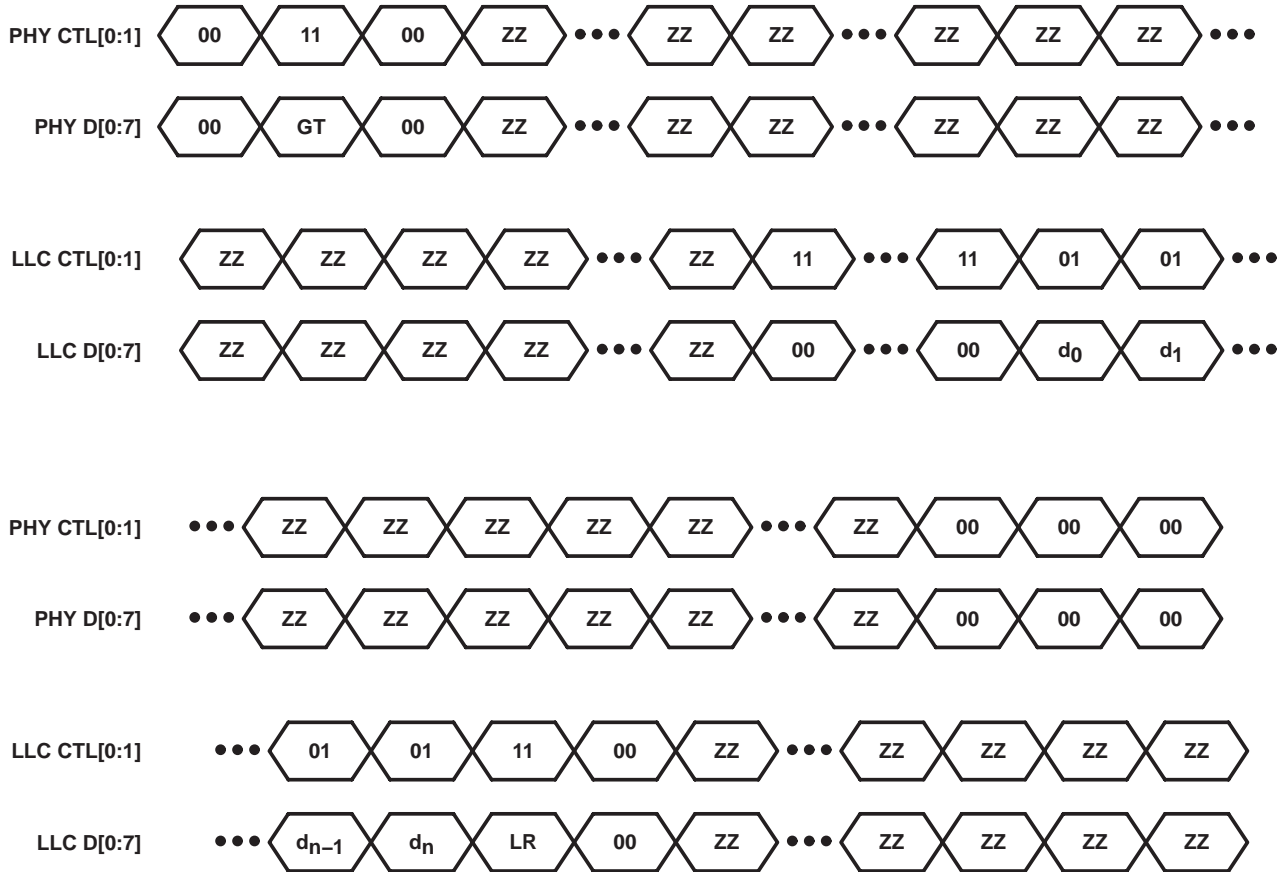 PHY CTL[0:1] 00 11 00 ZZ ••• ZZ ZZ ••• ZZ ZZ ZZ •••
PHY D[0:7] 00 GT 00 ZZ ••• ZZ ZZ ••• ZZ ZZ ZZ •••
LLC CTL[0:1] ZZ ZZ ZZ ZZ ••• ZZ 11 ••• 11 01 01 •••
LLC D[0:7] ZZ ZZ ZZ ZZ ••• ZZ 00 ••• 00 d0 d1 •••
PHY CTL[0:1] ••• ZZ ZZ ZZ ZZ ZZ ••• ZZ 00 00 00
PHY D[0:7] ••• ZZ ZZ ZZ ZZ ZZ ••• ZZ 00 00 00
LLC CTL[0:1] ••• 01 01 11 00 ZZ ••• ZZ ZZ ZZ ZZ
LLC D[0:7] ••• dn−1 dn LR 00 ZZ ••• ZZ ZZ ZZ ZZ